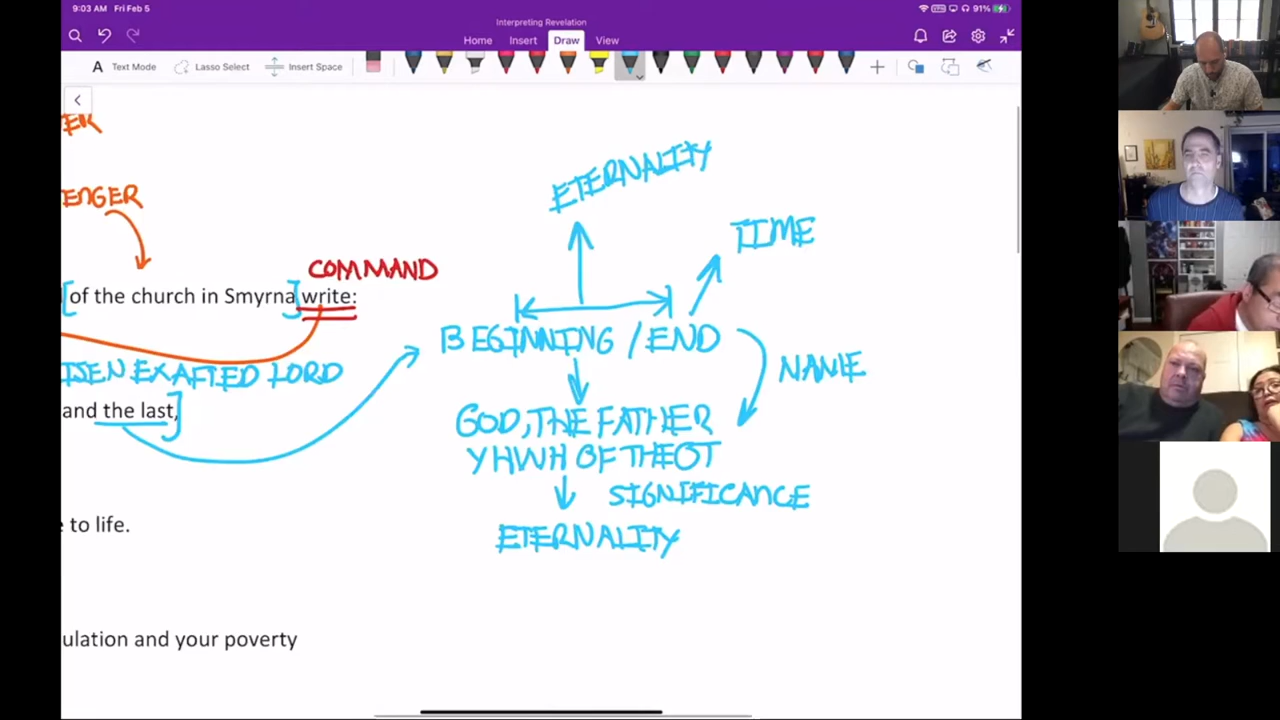 9:03 AM Fri Feb 5
91%
Interpreting Revelation
Home Insert Draw View
Text Mode Lasso Select Insert Space
ER
ENGER
ETERNALITY
TIME
COMMAND
[of the church in Smyrna] write:
BEGINNING / END
ISEN EXALTED LORD
NAME
and the last,]
GOD, THE FATHER
YHWH OF THE OT
SIGNIFICANCE
e to life.
ETERNALITY
ulation and your poverty